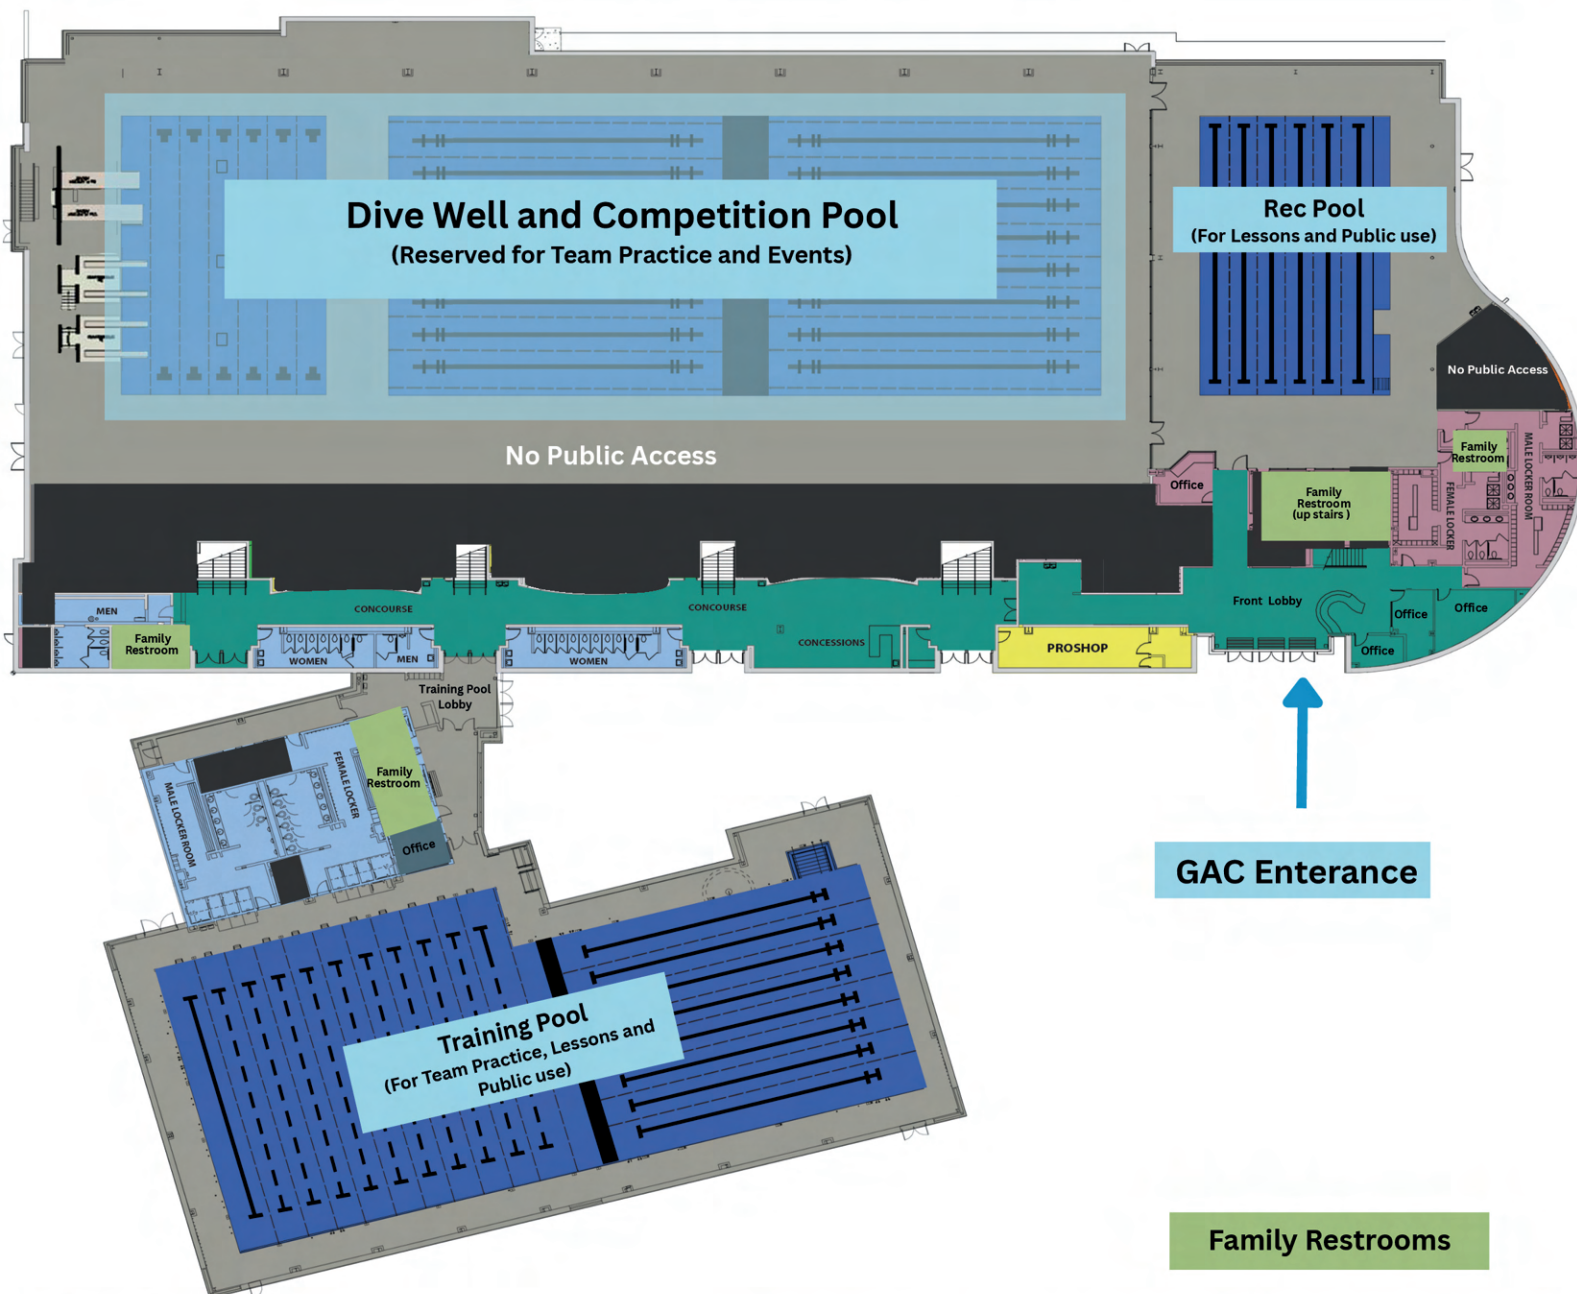 Dive Well and Competition Pool
(Reserved for Team Practice and Events)
Rec Pool
(For Lessons and Public use)
No Public Access
No Public Access
Family
Restroom
MALE LOCKER ROOM
FEMALE LOCKER
Office
Family
Restroom
(up stairs )
MEN
CONCOURSE
CONCOURSE
Front Lobby
Office
Office
Office
Family
Restroom
WOMEN
MEN
WOMEN
CONCESSIONS
PROSHOP
Training Pool
Lobby
Family
Restroom
FEMALE LOCKER
MALE LOCKER ROOM
Office
GAC Enterance
Training Pool
(For Team Practice, Lessons and
Public use)
Family Restrooms